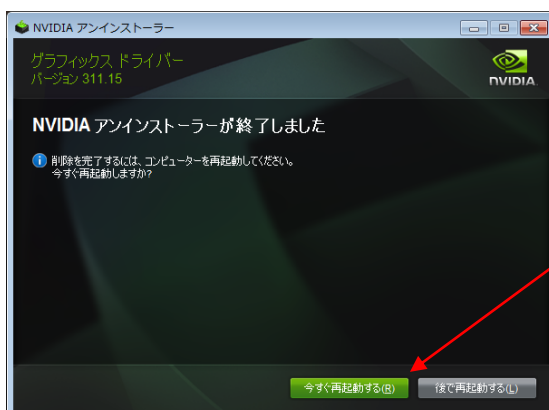 NVIDIA アンインストーラー
グラフィックス ドライバー
バージョン 311.15
NVIDIA
NVIDIA アンインストーラーが終了しました
削除を完了するには、コンピューターを再起動してください。
今すぐ再起動しますか?
今すぐ再起動する(R)
後で再起動する(L)